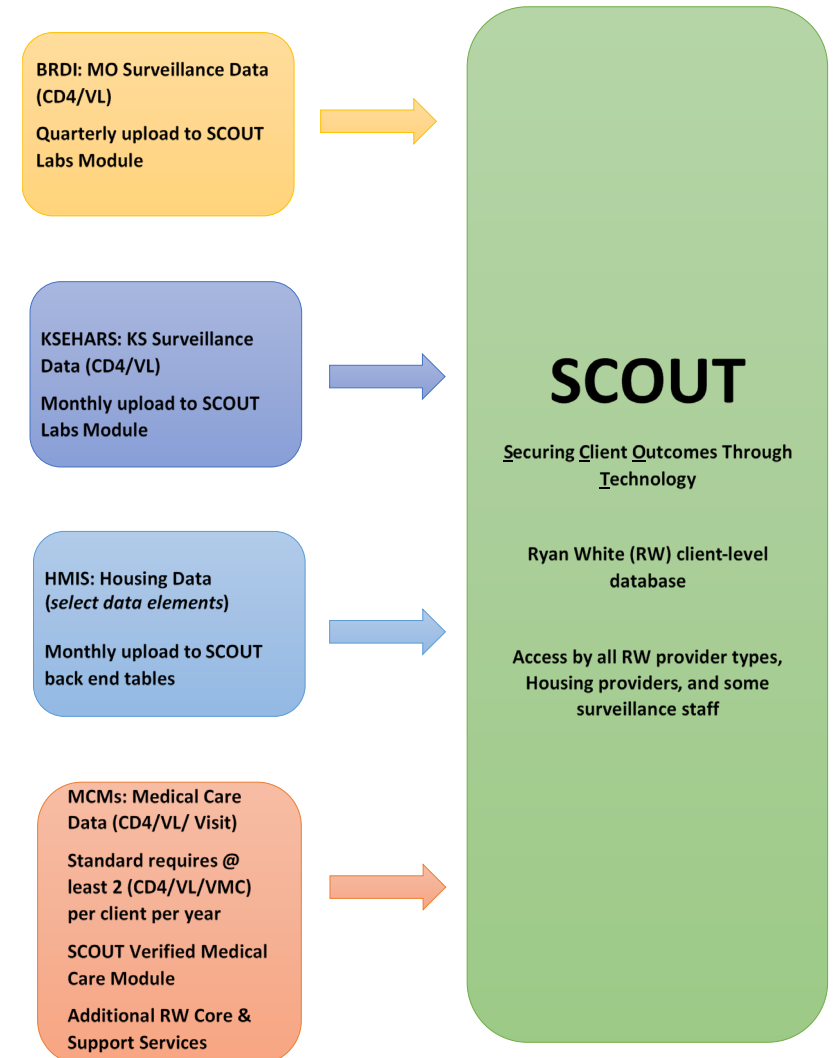 BRDI: MO Surveillance Data
(CD4/VL)
Quarterly upload to SCOUT
Labs Module
KSEHARS: KS Surveillance
Data (CD4/VL)
Monthly upload to SCOUT
Labs Module
HMIS: Housing Data
(select data elements)
Monthly upload to SCOUT
back end tables
MCMs: Medical Care
Data (CD4/VL/ Visit)
Standard requires @
least 2 (CD4/VL/VMC)
per client per year
SCOUT Verified Medical
Care Module
Additional RW Core &
Support Services
SCOUT
Securing Client Outcomes Through
Technology
Ryan White (RW) client-level
database
Access by all RW provider types,
Housing providers, and some
surveillance staff